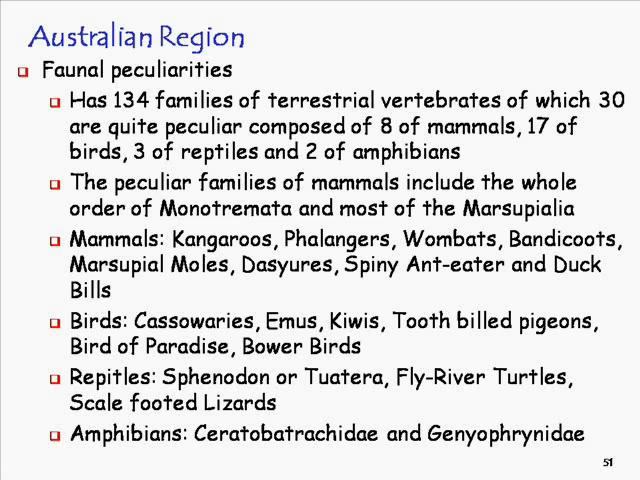 Australian Region
Faunal peculiarities
Has 134 families of terrestrial vertebrates of which 30
are quite peculiar composed of 8 of mammals, 17 of
birds, 3 of reptiles and 2 of amphibians
The peculiar families of mammals include the whole
order of Monotremata and most of the Marsupialia
Mammals: Kangaroos, Phalangers, Wombats, Bandicoots,
Marsupial Moles, Dasyures, Spiny Ant-eater and Duck
Bills
Birds: Cassowaries, Emus, Kiwis, Tooth billed pigeons,
Bird of Paradise, Bower Birds
Repitles: Sphenodon or Tuatera, Fly-River Turtles,
Scale footed Lizards
Amphibians: Ceratobatrachidae and Genyophrynidae
51